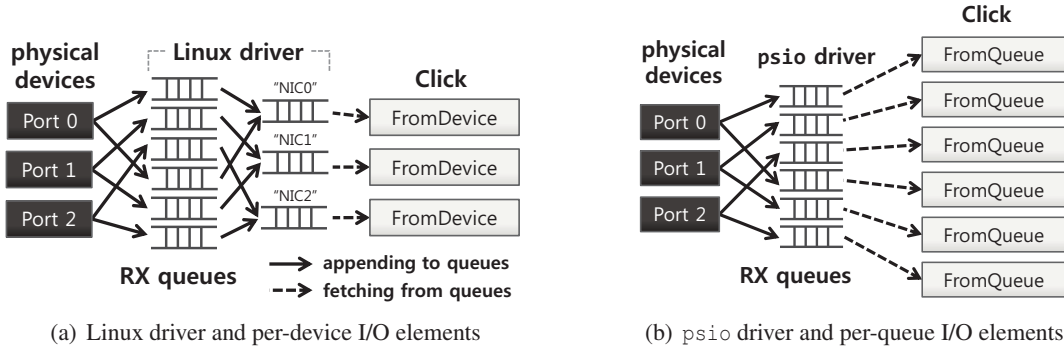 Linux driver
physical
devices
Port 0
Port 1
Port 2
RX queues
"NIC0"
"NIC1"
"NIC2"
Click
FromDevice
FromDevice
FromDevice
appending to queues
fetching from queues
(a) Linux driver and per-device I/O elements
physical
devices
Port 0
Port 1
Port 2
psio driver
RX queues
Click
FromQueue
FromQueue
FromQueue
FromQueue
FromQueue
FromQueue
(b) psio driver and per-queue I/O elements